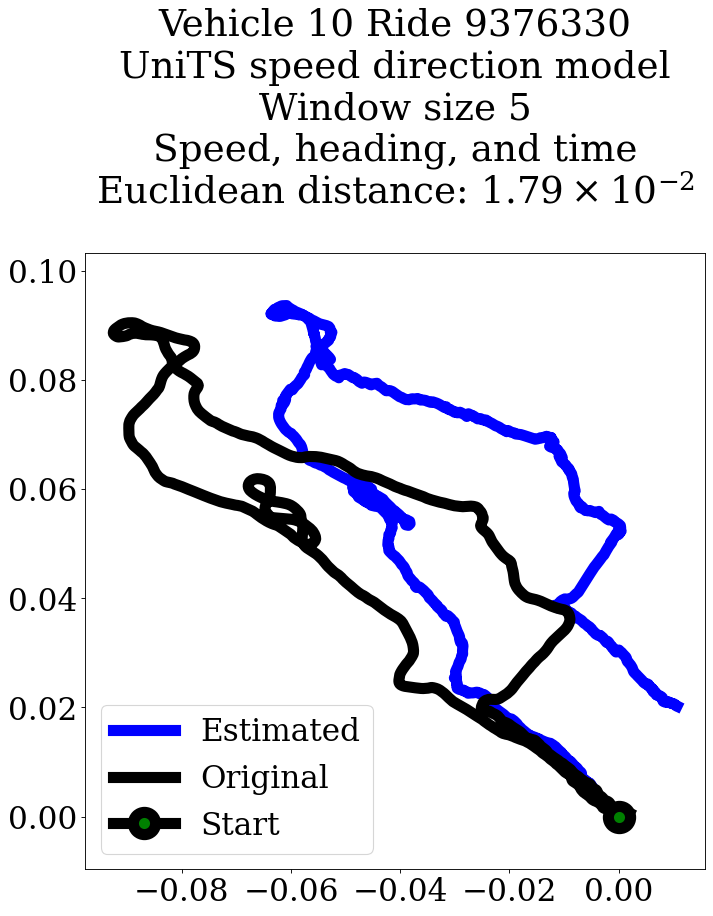 Vehicle 10 Ride 9376330
UniTS speed direction model
Window size 5
Speed, heading, and time
Euclidean distance: 1.79 × 10⁻²
0.10
0.08
0.06
0.04
0.02
0.00
Estimated
Original
Start
−0.08 −0.06 −0.04 −0.02 0.00